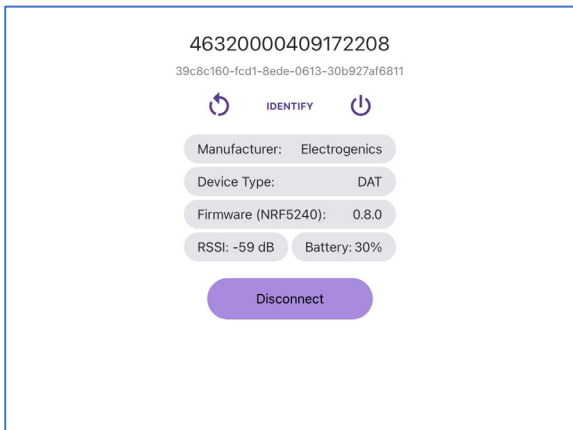 46320000409172208
39c8c160-fcd1-8ede-0613-30b927af6811
IDENTIFY
Manufacturer: Electrogenics
Device Type: DAT
Firmware (NRF5240): 0.8.0
RSSI: -59 dB Battery: 30%
Disconnect